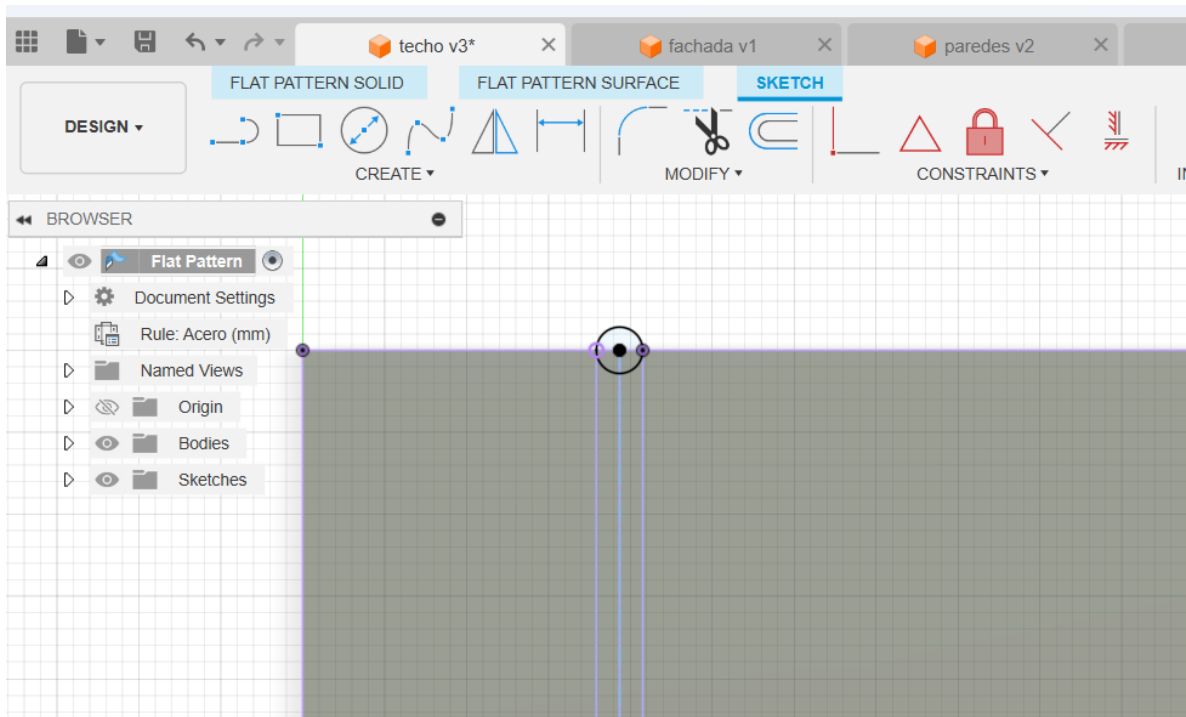 techo v3*
fachada v1
paredes v2
FLAT PATTERN SOLID
FLAT PATTERN SURFACE
SKETCH
DESIGN
CREATE
MODIFY
CONSTRAINTS
BROWSER
Flat Pattern
Document Settings
Rule: Acero (mm)
Named Views
Origin
Bodies
Sketches